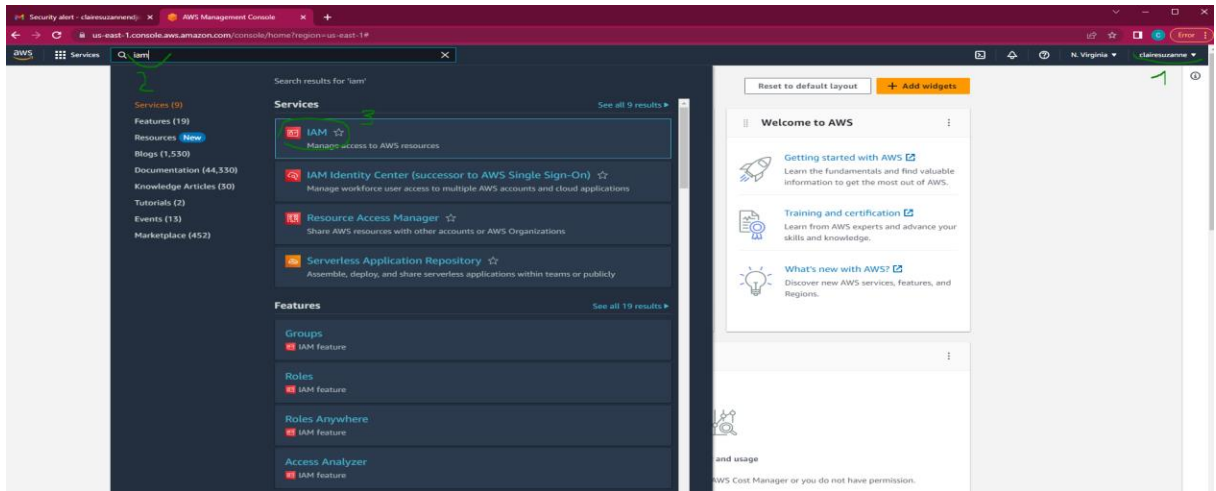 Security alert - clairesuzannendj
AWS Management Console
us-east-1.console.aws.amazon.com/console/home?region=us-east-1#
Error
aws
Services
iam
N. Virginia
clairesuzanne
1
2
Search results for 'iam'
Services (9)
Features (19)
Resources New
Blogs (1,530)
Documentation (44,330)
Knowledge Articles (30)
Tutorials (2)
Events (13)
Marketplace (452)
Services
See all 9 results
3
IAM
Manage access to AWS resources
IAM Identity Center (successor to AWS Single Sign-On)
Manage workforce user access to multiple AWS accounts and cloud applications
Resource Access Manager
Share AWS resources with other accounts or AWS Organizations
Serverless Application Repository
Assemble, deploy, and share serverless applications within teams or publicly
Features
See all 19 results
Groups
IAM feature
Roles
IAM feature
Roles Anywhere
IAM feature
Access Analyzer
IAM feature
Reset to default layout
+ Add widgets
Welcome to AWS
Getting started with AWS
Learn the fundamentals and find valuable
information to get the most out of AWS.
Training and certification
Learn from AWS experts and advance your
skills and knowledge.
What's new with AWS?
Discover new AWS services, features, and
Regions.
and usage
AWS Cost Manager or you do not have permission.